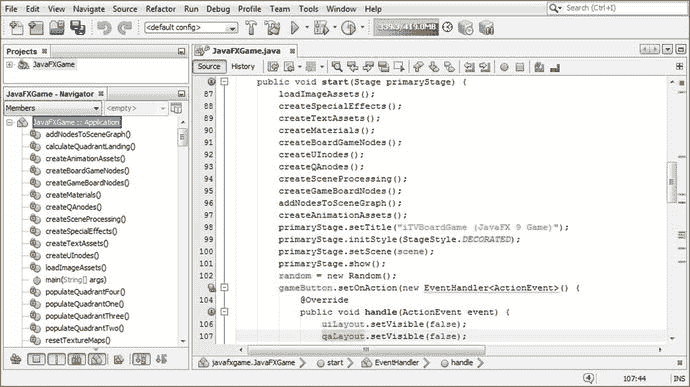 File Edit View Navigate Source Refactor Run Debug Profile Team Tools Window Help
Search (Ctrl+I)
<default config>
339.3/419.0MB
Projects
JavaFXGame
JavaFXGame - Navigator
Members
<empty>
JavaFXGame :: Application
addNodesToSceneGraph()
calculateQuadrantLanding()
createAnimationAssets()
createBoardGameNodes()
createGameBoardNodes()
createMaterials()
createQAnodes()
createSceneProcessing()
createSpecialEffects()
createTextAssets()
createUInodes()
loadImageAssets()
main(String[] args)
populateQuadrantFour()
populateQuadrantOne()
populateQuadrantThree()
populateQuadrantTwo()
resetTextureMaps()
JavaFXGame.java
Source History
public void start(Stage primaryStage) {
87 loadImageAssets();
88 createSpecialEffects();
89 createTextAssets();
90 createMaterials();
91 createBoardGameNodes();
92 createUInodes();
93 createQAnodes();
94 createSceneProcessing();
95 createGameBoardNodes();
96 addNodesToSceneGraph();
97 createAnimationAssets();
98 primaryStage.setTitle("iTVBoardGame (JavaFX 9 Game)");
99 primaryStage.initStyle(StageStyle.DECORATED);
100 primaryStage.setScene(scene);
101 primaryStage.show();
102 random = new Random();
gameButton.setOnAction(new EventHandler<ActionEvent>() {
104 @Override
public void handle(ActionEvent event) {
106 uiLayout.setVisible(false);
107 qaLayout.setVisible(false);
javafxgame.JavaFXGame
start
EventHandler
handle
4
107:44
INS